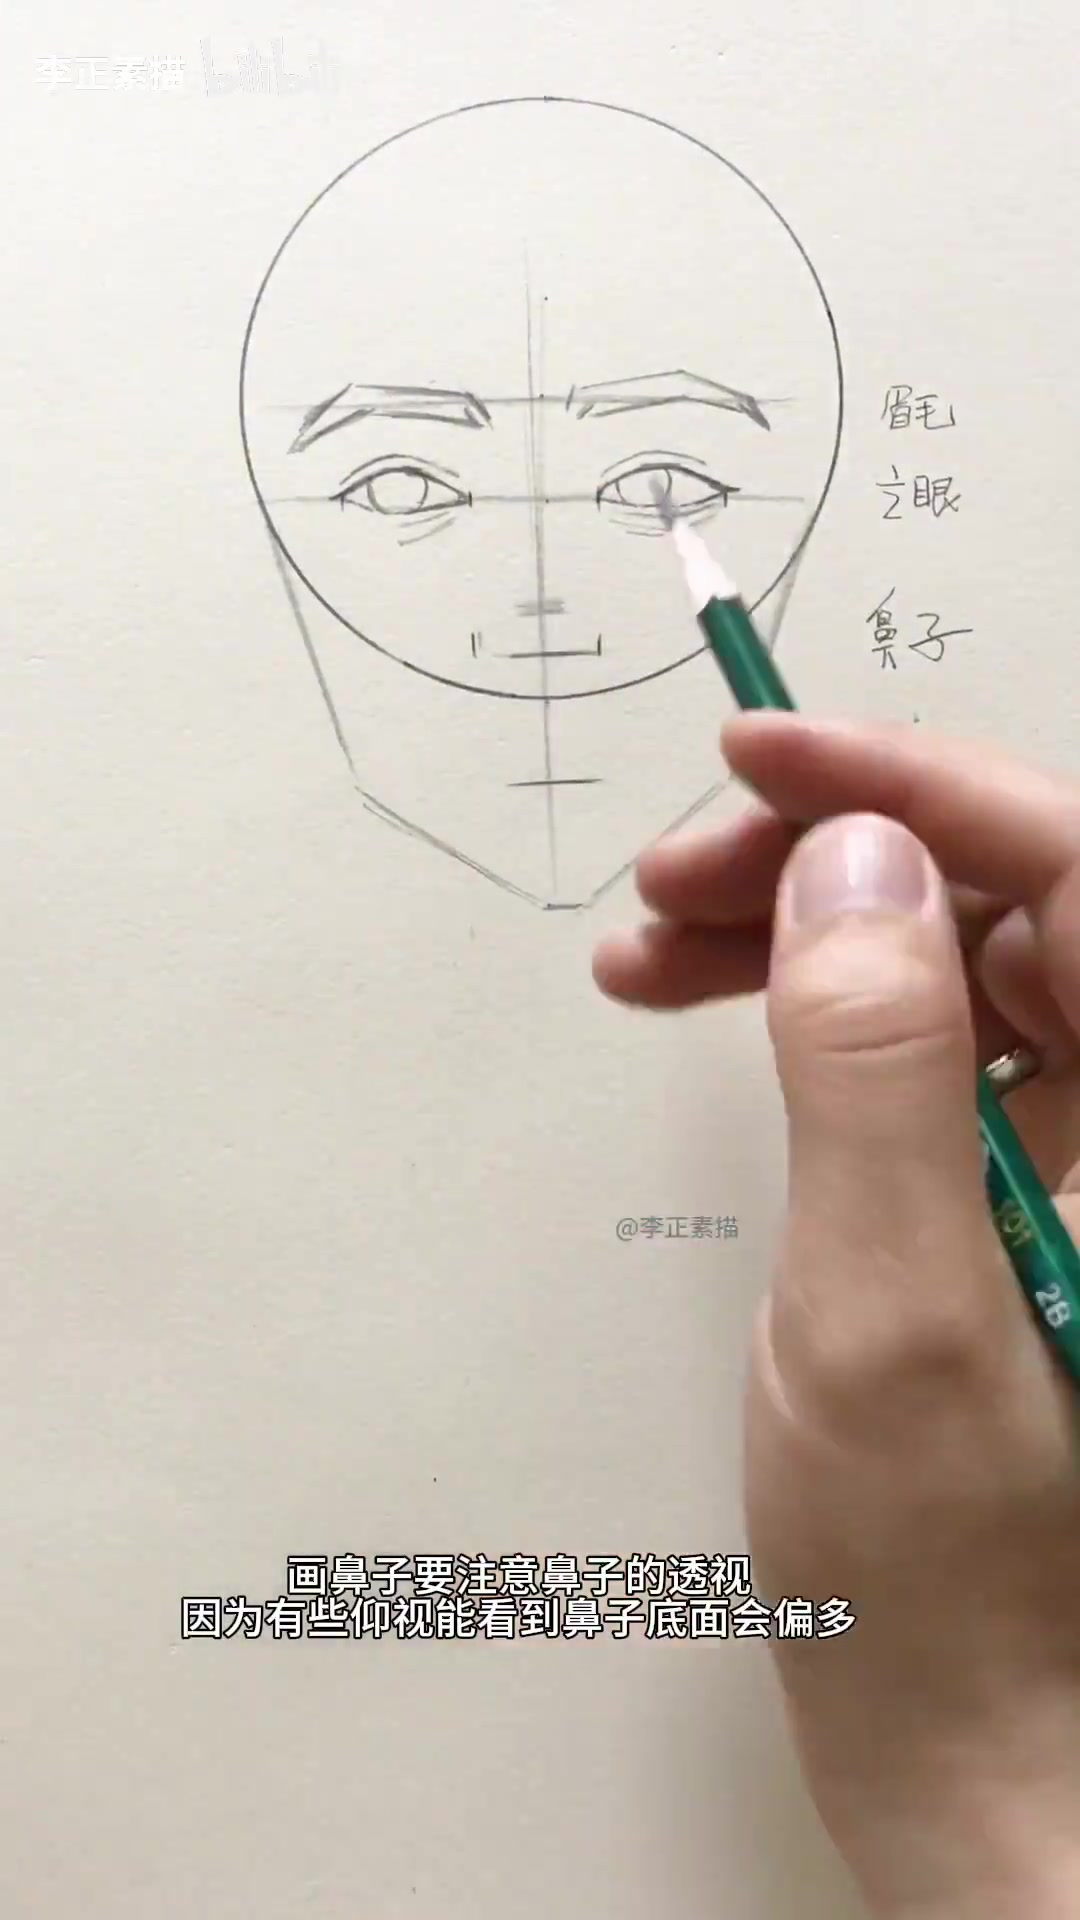 李正素描 bilibili
眉毛
立眼
鼻子
@李正素描
2B
画鼻子要注意鼻子的透视
因为有些仰视能看到鼻子底面会偏多